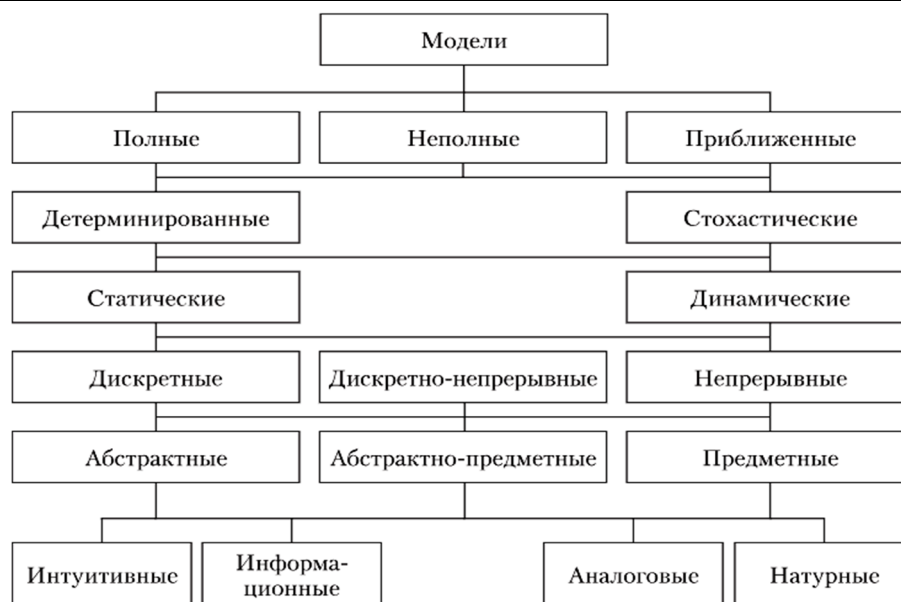 Модели
Полные
Неполные
Приближенные
Детерминированные
Стохастические
Статические
Динамические
Дискретные
Дискретно-непрерывные
Непрерывные
Абстрактные
Абстрактно-предметные
Предметные
Интуитивные
Информа-
ционные
Аналоговые
Натурные